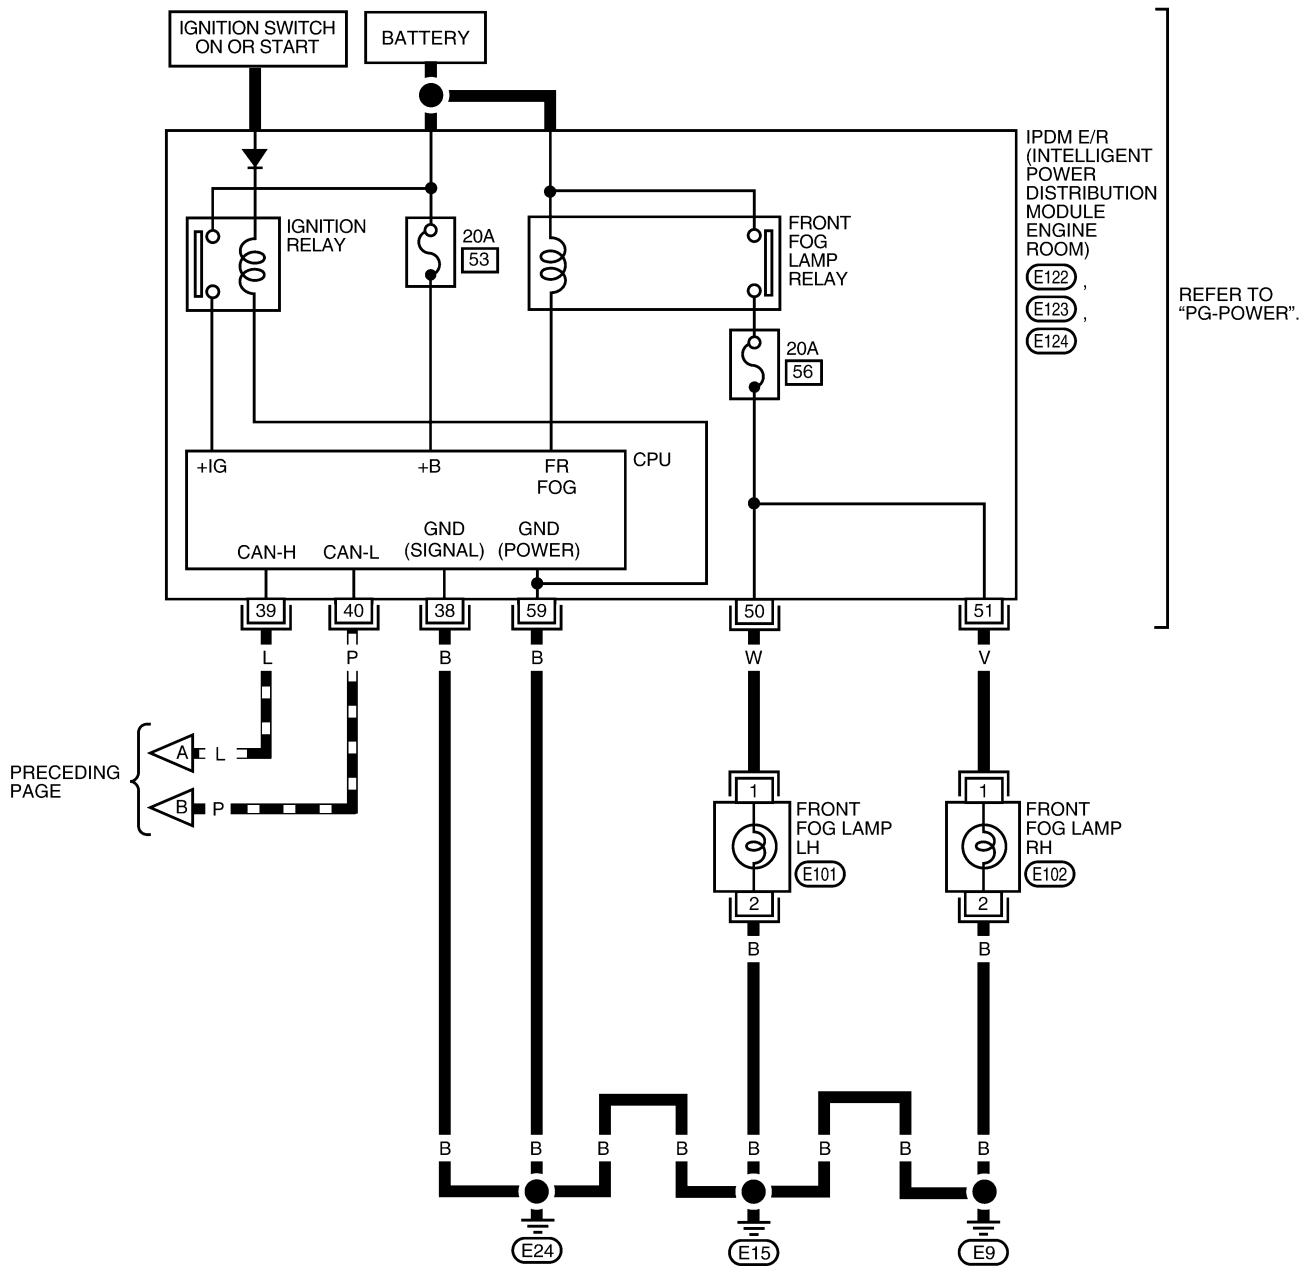 IGNITION SWITCH
ON OR START
BATTERY
IPDM E/R
(INTELLIGENT
POWER
DISTRIBUTION
MODULE
ENGINE
ROOM)
E122 ,
E123 ,
E124
REFER TO
“PG-POWER”.
IGNITION
RELAY
20A
53
FRONT
FOG
LAMP
RELAY
20A
56
CPU
+IG
+B
FR
FOG
CAN-H
CAN-L
GND
(SIGNAL)
GND
(POWER)
39
40
38
59
50
51
L
P
B
B
W
V
PRECEDING
PAGE
A
L
B
P
1
FRONT
FOG LAMP
LH
E101
2
1
FRONT
FOG LAMP
RH
E102
2
B
B
B
B
B
B
B
B
B
B
E24
E15
E9